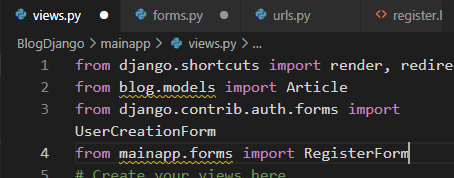 views.py forms.py urls.py register.
BlogDjango > mainapp > views.py > ...
1 from django.shortcuts import render, redire
2 from blog.models import Article
3 from django.contrib.auth.forms import
UserCreationForm
4 from mainapp.forms import RegisterForm
# Create your views here